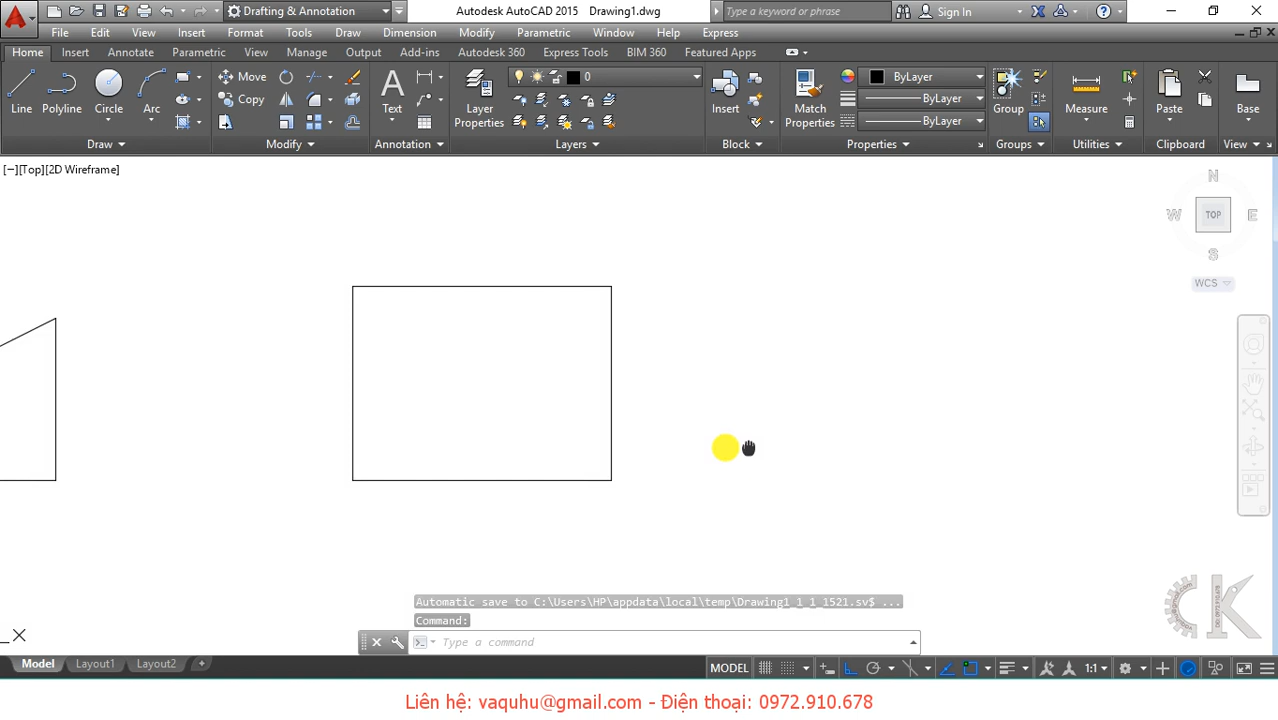 Autodesk AutoCAD 2015 Drawing1.dwg
Drafting & Annotation
Type a keyword or phrase
Sign In
File Edit View Insert Format Tools Draw Dimension Modify Parametric Window Help Express
Home Insert Annotate Parametric View Manage Output Add-ins Autodesk 360 Express Tools BIM 360 Featured Apps
Line Polyline Circle Arc
Move
Copy
Text
Layer Properties
0
Insert
Match Properties
ByLayer
ByLayer
ByLayer
Group
Measure
Paste
Base
Draw Modify Annotation Layers Block Properties Groups Utilities Clipboard View
[−][Top][2D Wireframe]
N
W TOP E
S
WCS
Automatic save to C:\Users\HP\appdata\local\temp\Drawing1_1_1_1521.sv$ ...
Command:
Type a command
X
Model Layout1 Layout2 +
MODEL
1:1
Liên hệ: vaquhu@gmail.com - Điện thoại: 0972.910.678